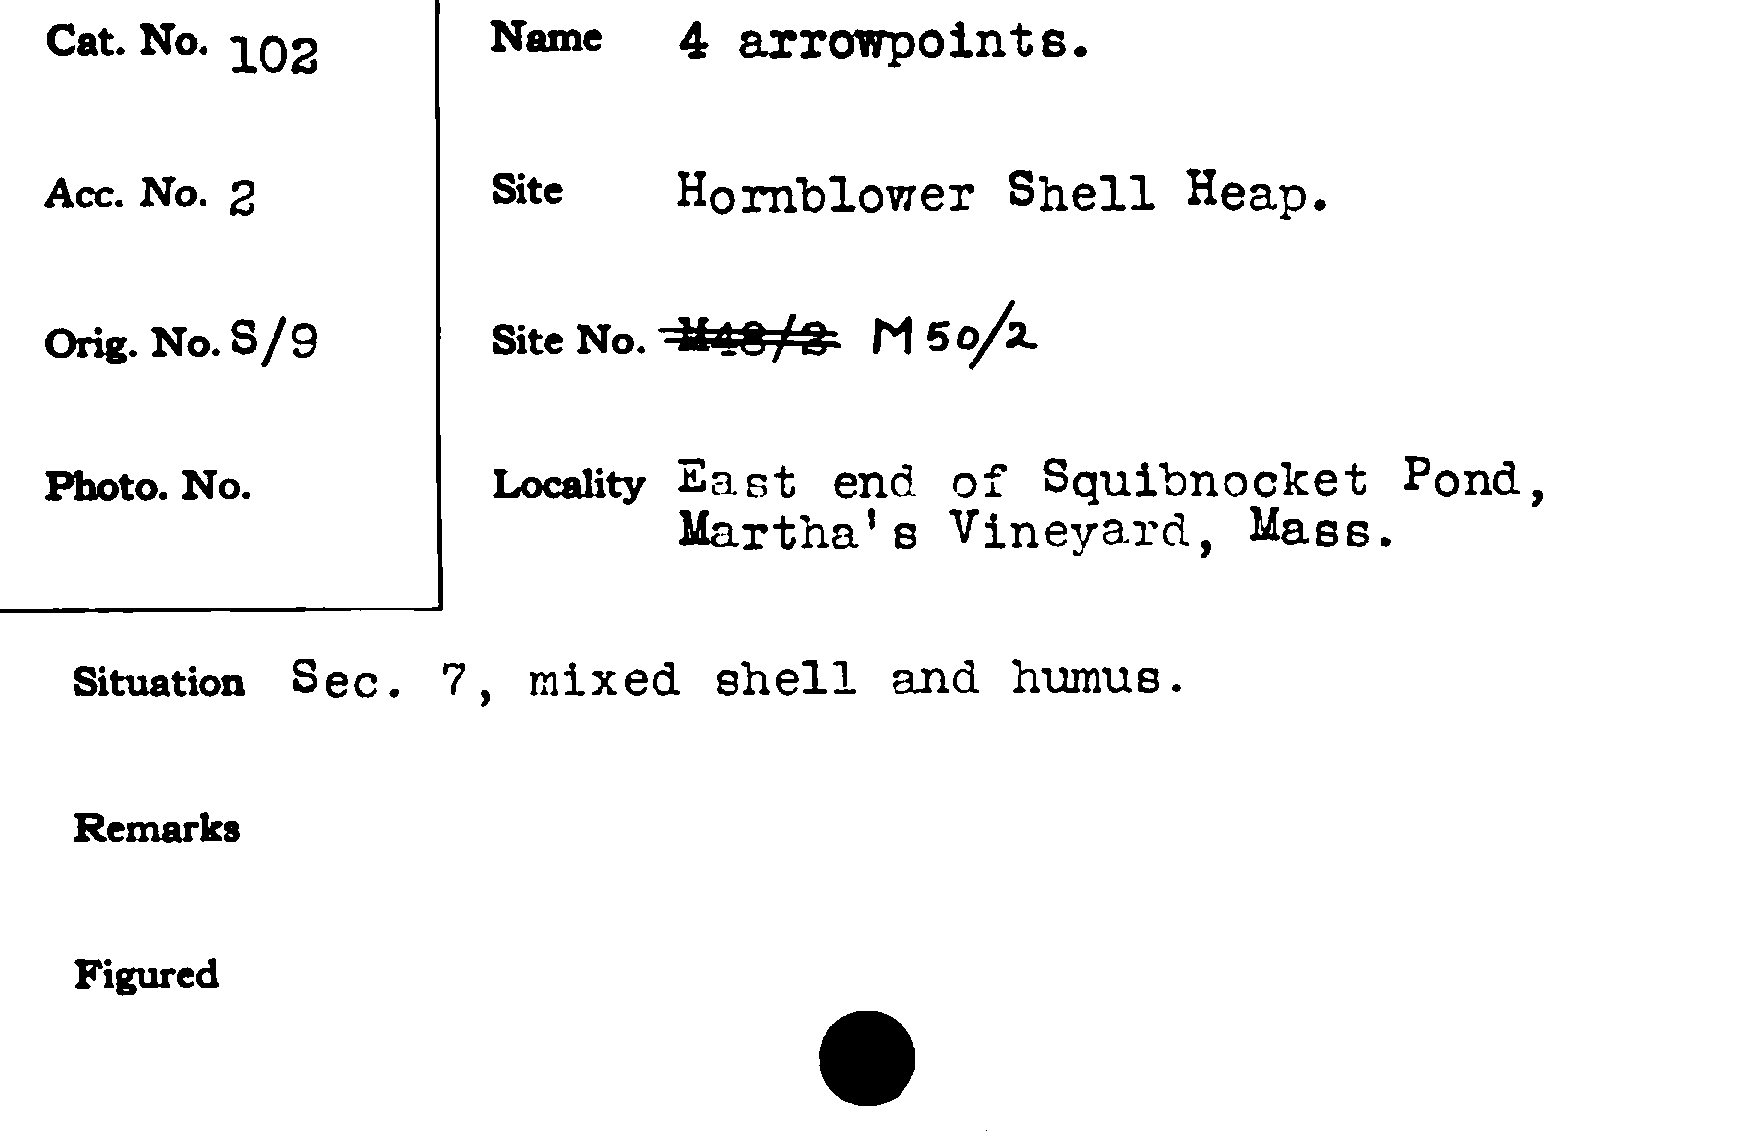 Cat. No. 102
Name 4 arrowpoints.
Acc. No. 2
Site Hornblower Shell Heap.
Orig. No. S/9
Site No. M48/2 M50/2
Photo. No.
Locality East end of Squibnocket Pond,
Martha's Vineyard, Mass.
Situation Sec. 7, mixed shell and humus.
Remarks
Figured